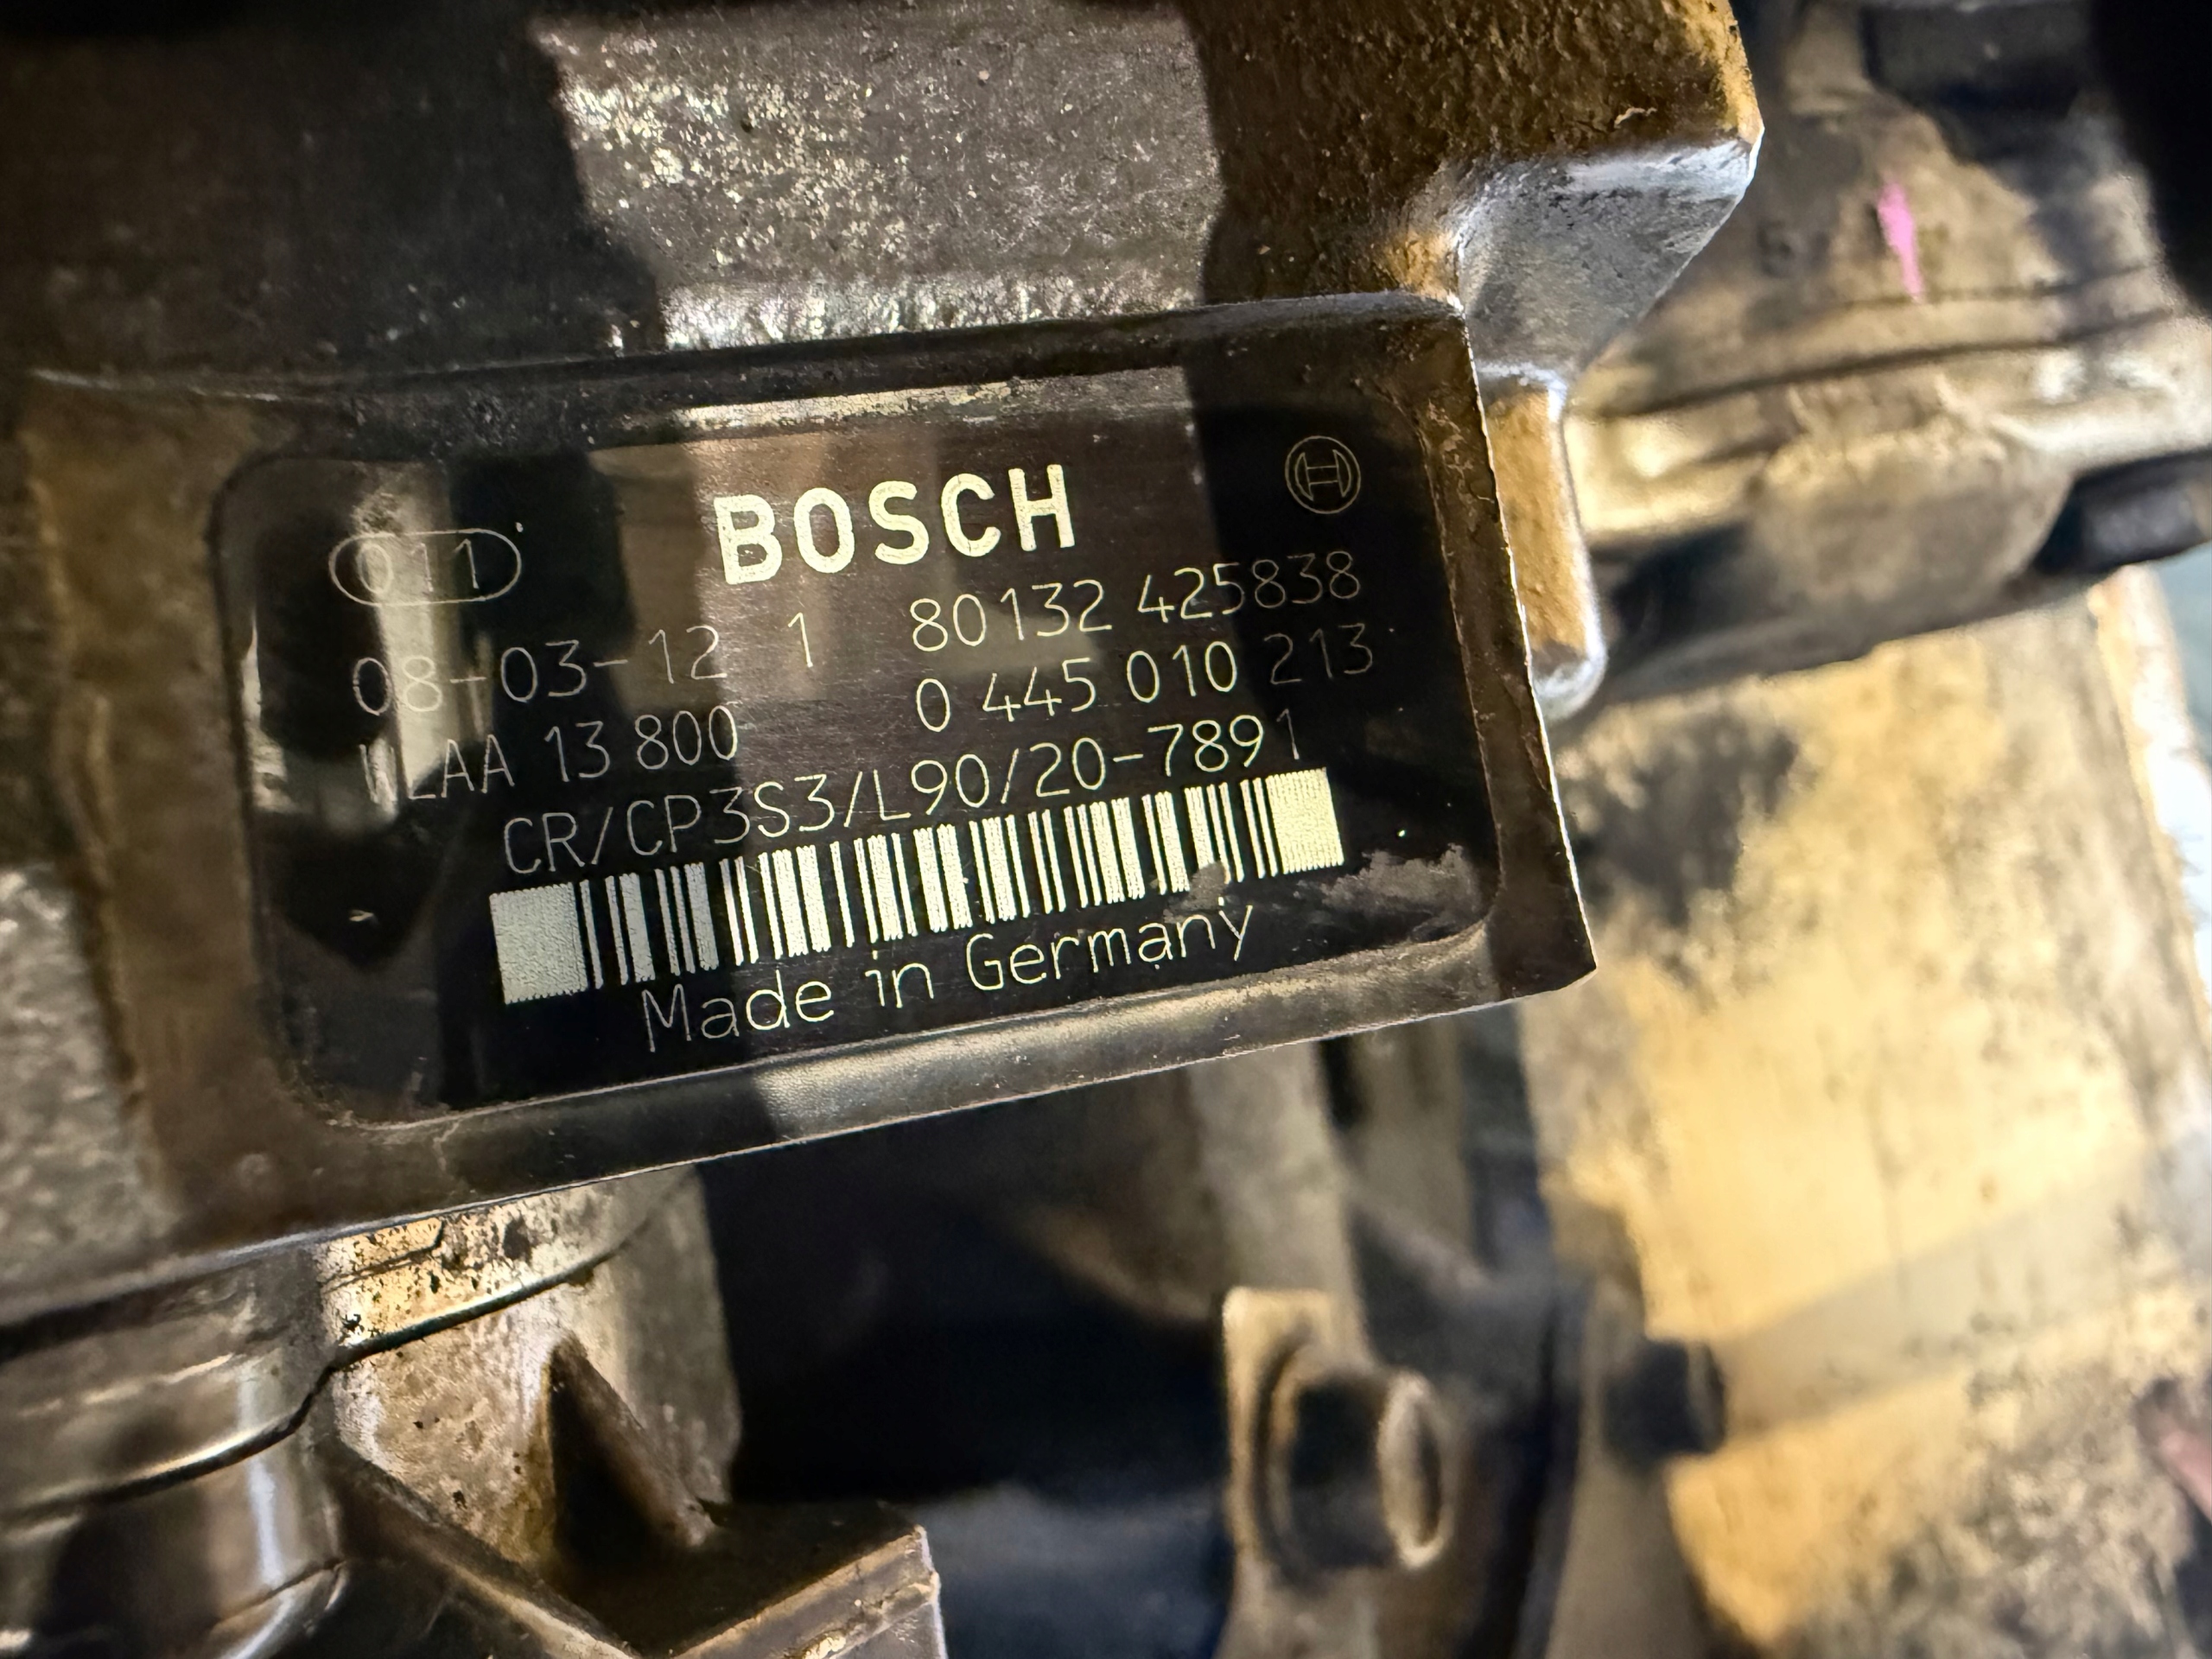 BOSCH
011
08-03-12 1 80132 425838
AA 13 800 0 445 010 213
CR/CP3S3/L90/20-7891
Made in Germany